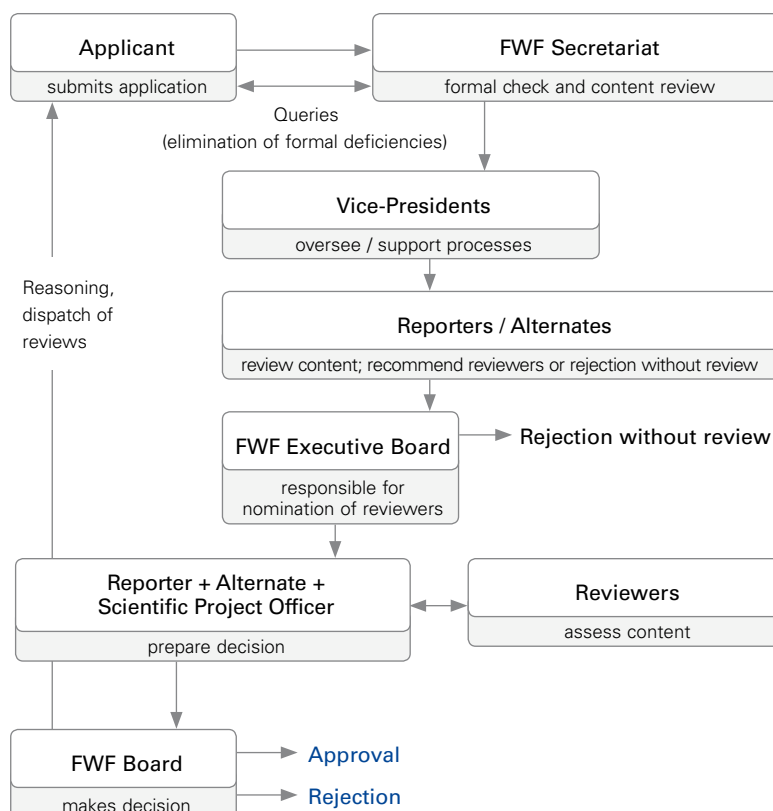 Applicant
submits application
FWF Secretariat
formal check and content review
Queries
(elimination of formal deficiencies)
Vice-Presidents
oversee / support processes
Reasoning,
dispatch of
reviews
Reporters / Alternates
review content; recommend reviewers or rejection without review
FWF Executive Board
responsible for
nomination of reviewers
Rejection without review
Reporter + Alternate +
Scientific Project Officer
prepare decision
Reviewers
assess content
FWF Board
makes decision
Approval
Rejection